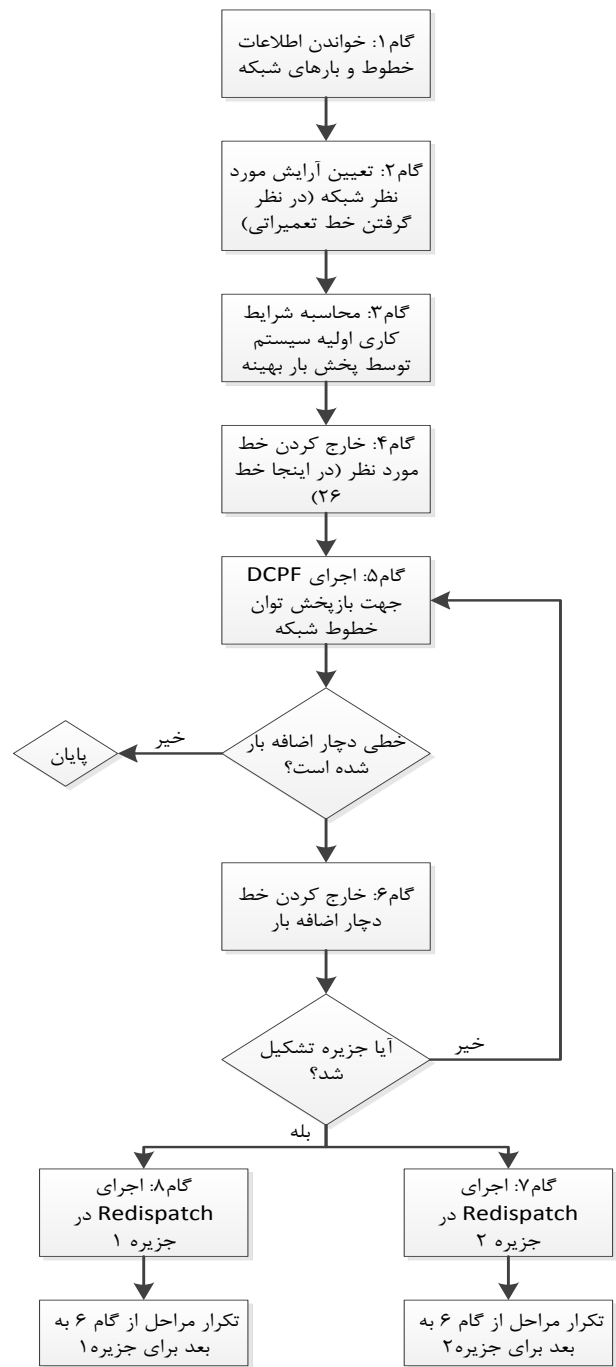 گام۱: خواندن اطلاعات
خطوط و بارهای شبکه
گام۲: تعیین آرایش مورد
نظر شبکه (در نظر
گرفتن خط تعمیراتی)
گام۳: محاسبه شرایط
کاری اولیه سیستم
توسط پخش بار بهینه
گام۴: خارج کردن خط
مورد نظر (در اینجا خط
۲۶)
گام۵: اجرای DCPF
جهت بازپخش توان
خطوط شبکه
خطی دچار اضافه بار
شده است؟
خیر
پایان
گام۶: خارج کردن خط
دچار اضافه بار
آیا جزیره تشکیل
شد؟
خیر
بله
گام۷: اجرای
Redispatch در
جزیره ۲
گام۸: اجرای
Redispatch در
جزیره ۱
تکرار مراحل از گام ۶ به
بعد برای جزیره۲
تکرار مراحل از گام ۶ به
بعد برای جزیره۱